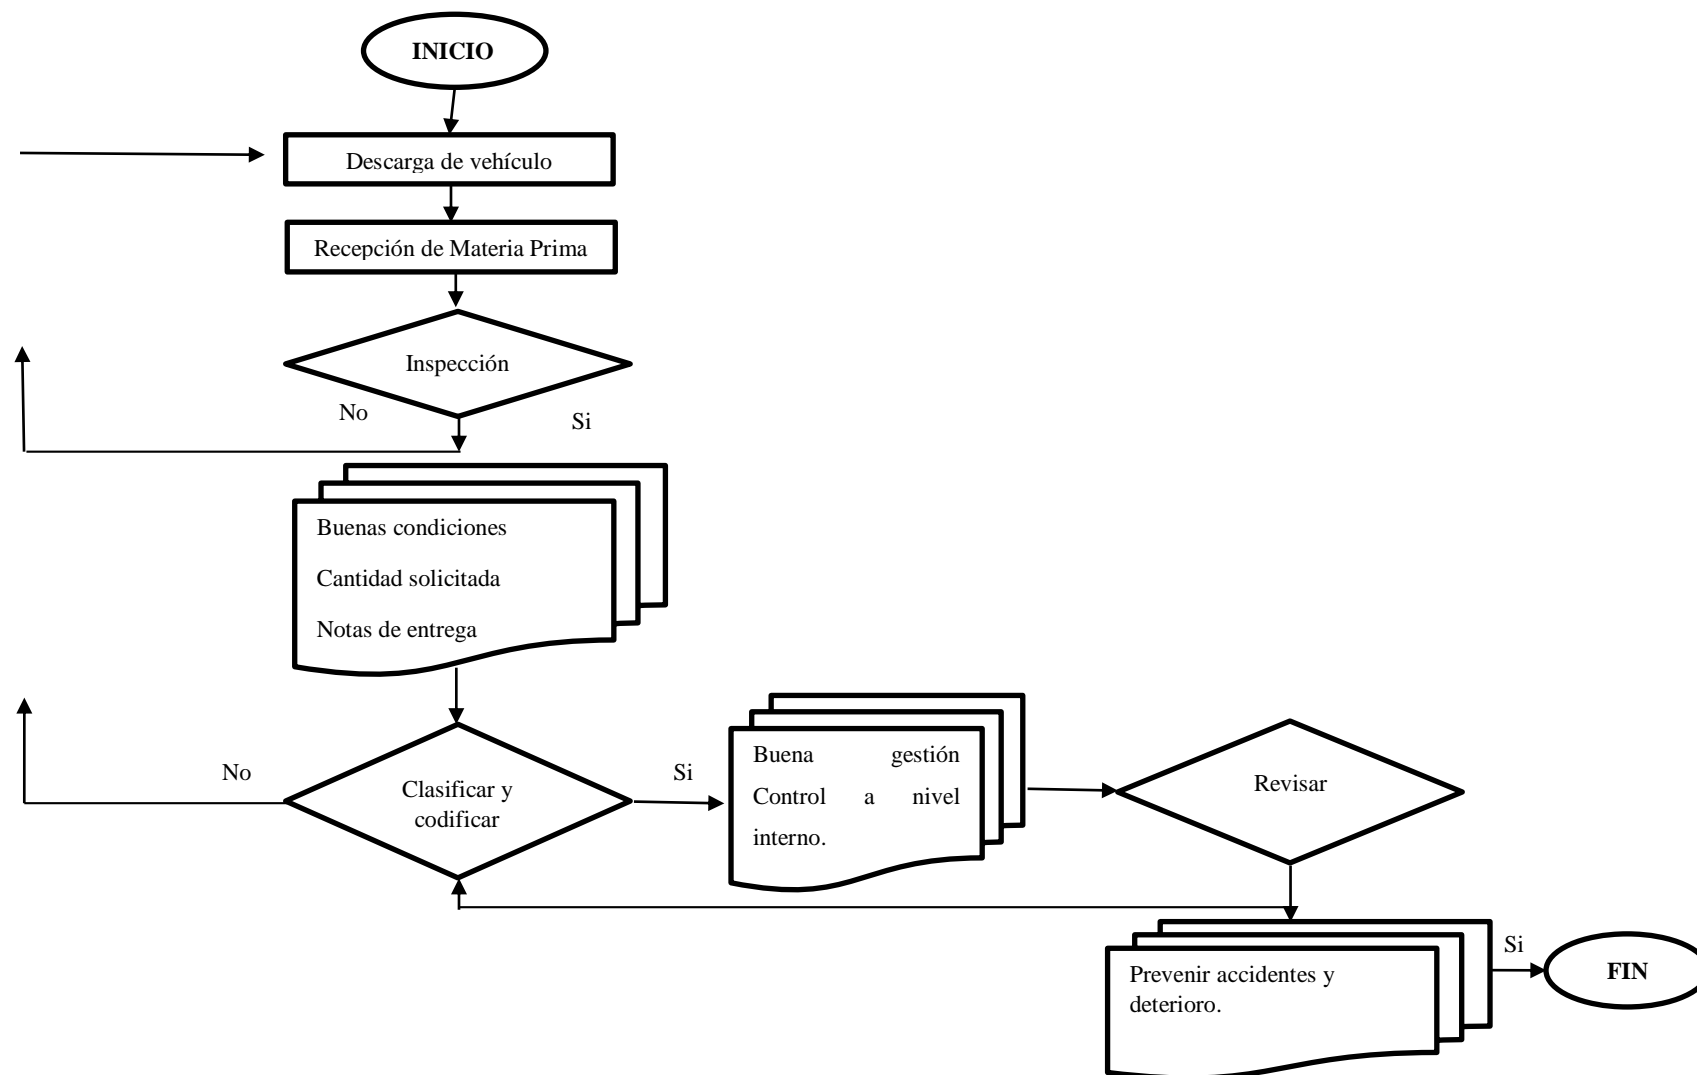 INICIO
Descarga de vehículo
Recepción de Materia Prima
Inspección
No
Si
Buenas condiciones
Cantidad solicitada
Notas de entrega
No
Clasificar y
codificar
Si
Buena gestión
Control a nivel
interno.
Revisar
Prevenir accidentes y
deterioro.
Si
FIN